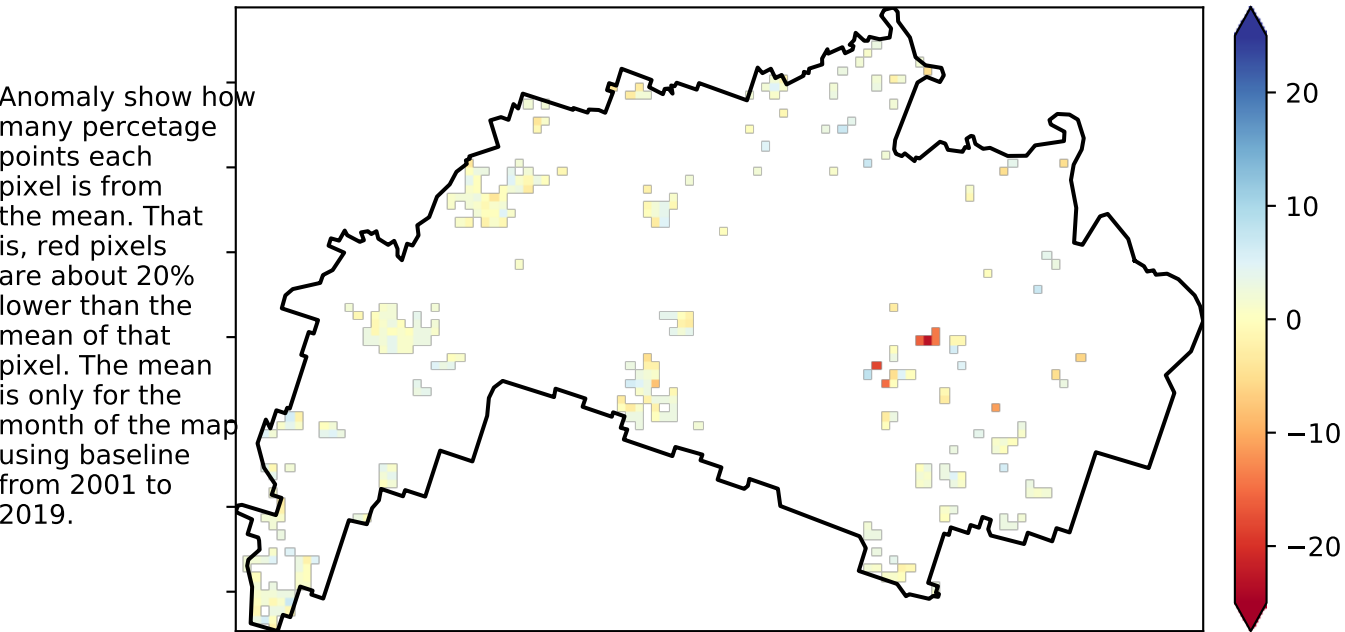 Anomaly show how
many percetage
points each
pixel is from
the mean. That
is, red pixels
are about 20%
lower than the
mean of that
pixel. The mean
is only for the
month of the map
using baseline
from 2001 to
2019.
20
10
0
−10
−20